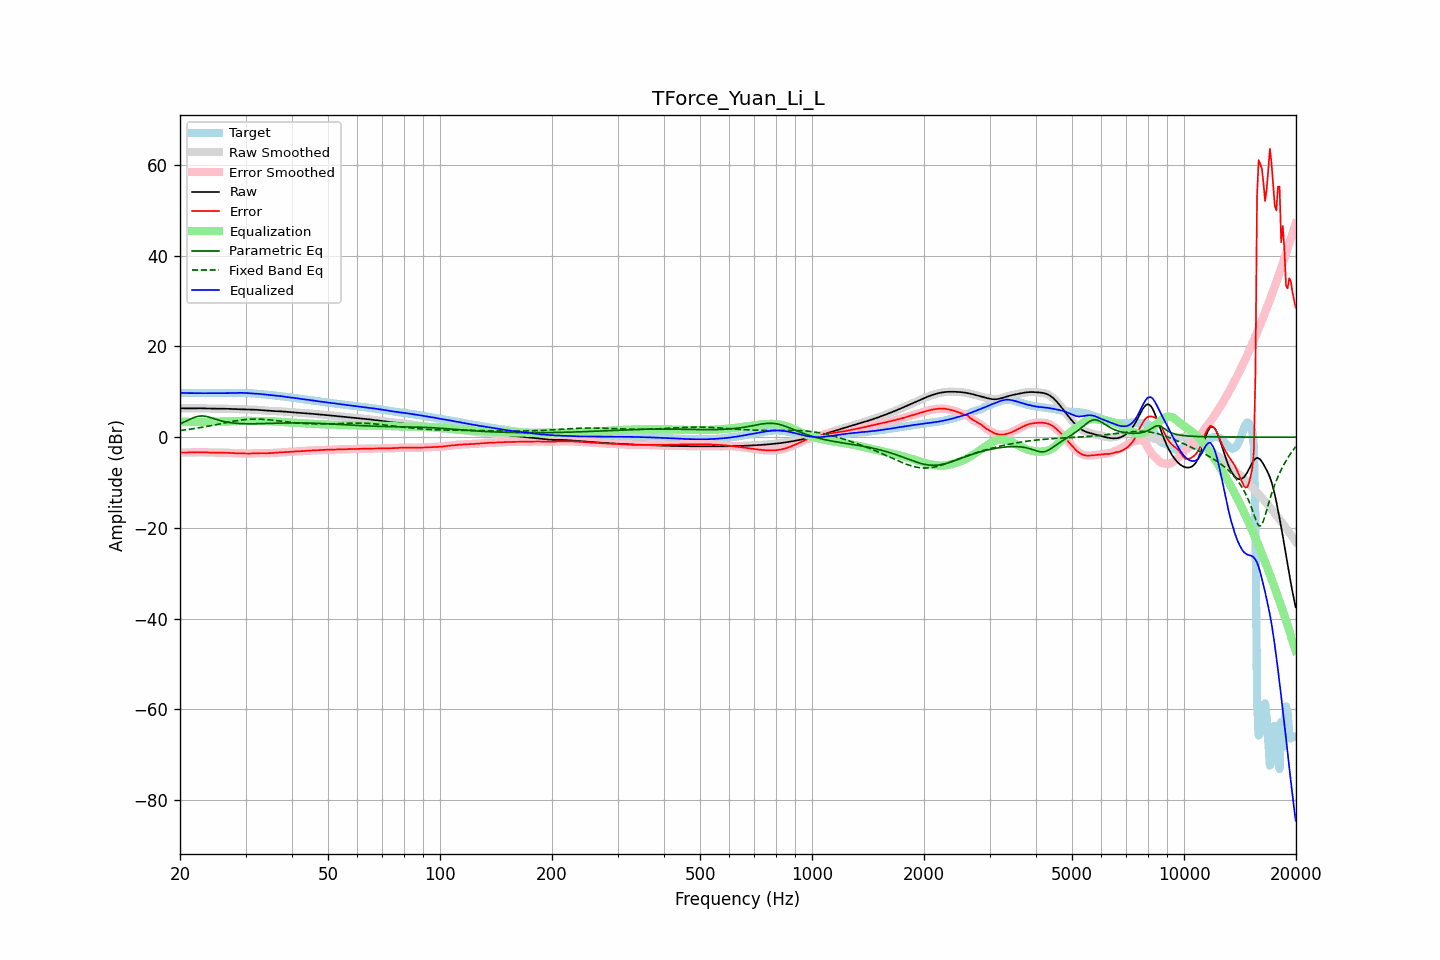 TForce_Yuan_Li_L
Target
Raw Smoothed
Error Smoothed
Raw
Error
Equalization
Parametric Eq
Fixed Band Eq
Equalized
60
40
20
0
−20
−40
−60
−80
Amplitude (dBr)
20 50 100 200 500 1000 2000 5000 10000 20000
Frequency (Hz)